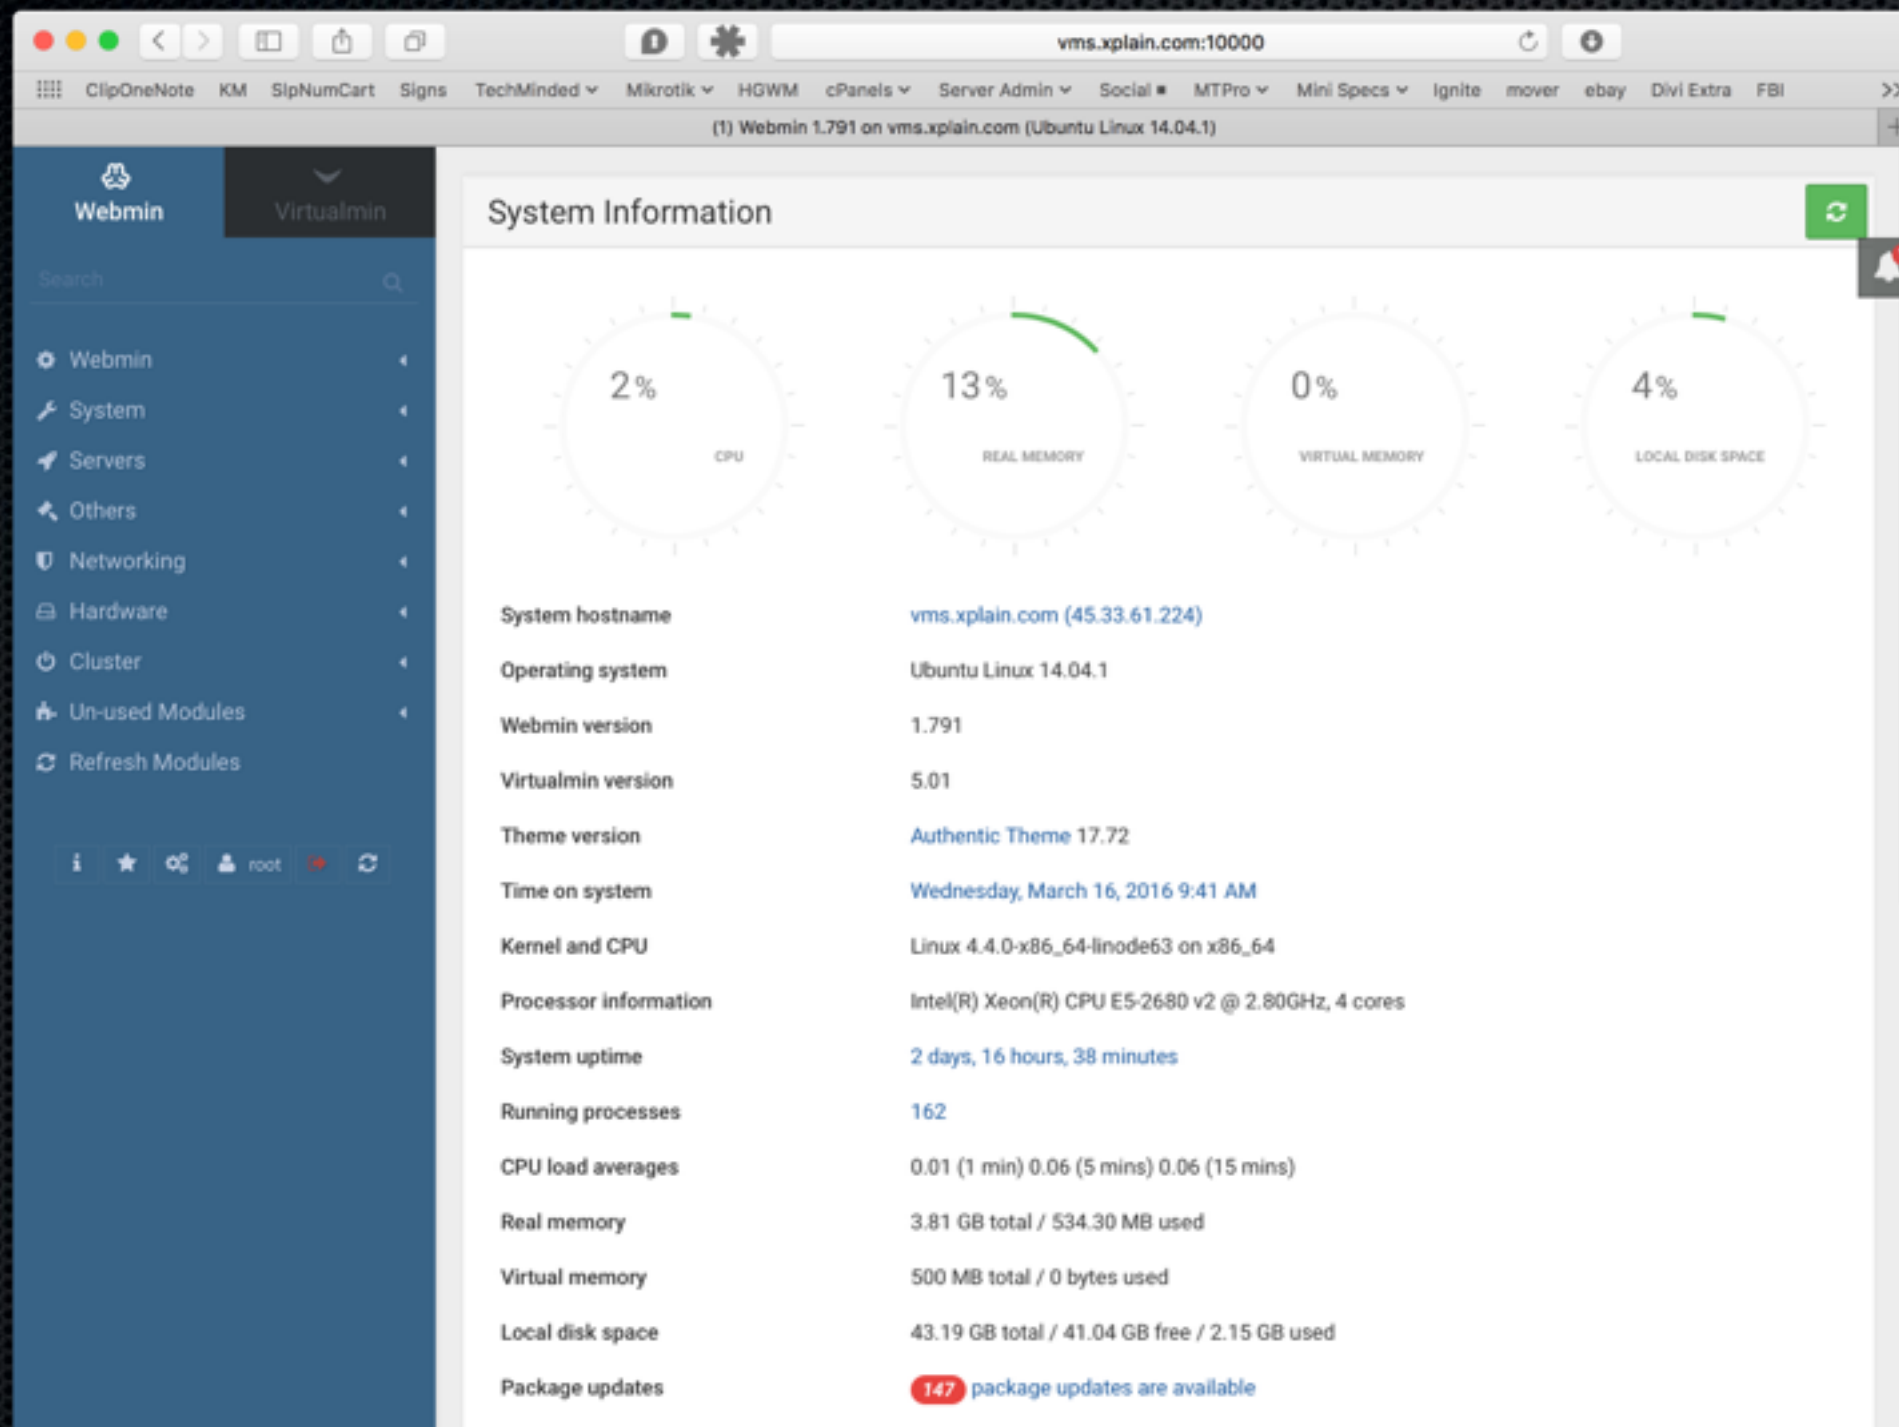 vms.xplain.com:10000
ClipOneNote KM SlpNumCart Signs TechMinded Mikrotik HGWM cPanels Server Admin Social MTPro Mini Specs Ignite mover ebay Divi Extra FBI
(1) Webmin 1.791 on vms.xplain.com (Ubuntu Linux 14.04.1)
Webmin Virtualmin
Search
Webmin
System
Servers
Others
Networking
Hardware
Cluster
Un-used Modules
Refresh Modules
root
System Information
2% 13% 0% 4%
CPU REAL MEMORY VIRTUAL MEMORY LOCAL DISK SPACE
System hostname vms.xplain.com (45.33.61.224)
Operating system Ubuntu Linux 14.04.1
Webmin version 1.791
Virtualmin version 5.01
Theme version Authentic Theme 17.72
Time on system Wednesday, March 16, 2016 9:41 AM
Kernel and CPU Linux 4.4.0-x86_64-linode63 on x86_64
Processor information Intel(R) Xeon(R) CPU E5-2680 v2 @ 2.80GHz, 4 cores
System uptime 2 days, 16 hours, 38 minutes
Running processes 162
CPU load averages 0.01 (1 min) 0.06 (5 mins) 0.06 (15 mins)
Real memory 3.81 GB total / 534.30 MB used
Virtual memory 500 MB total / 0 bytes used
Local disk space 43.19 GB total / 41.04 GB free / 2.15 GB used
Package updates 147 package updates are available